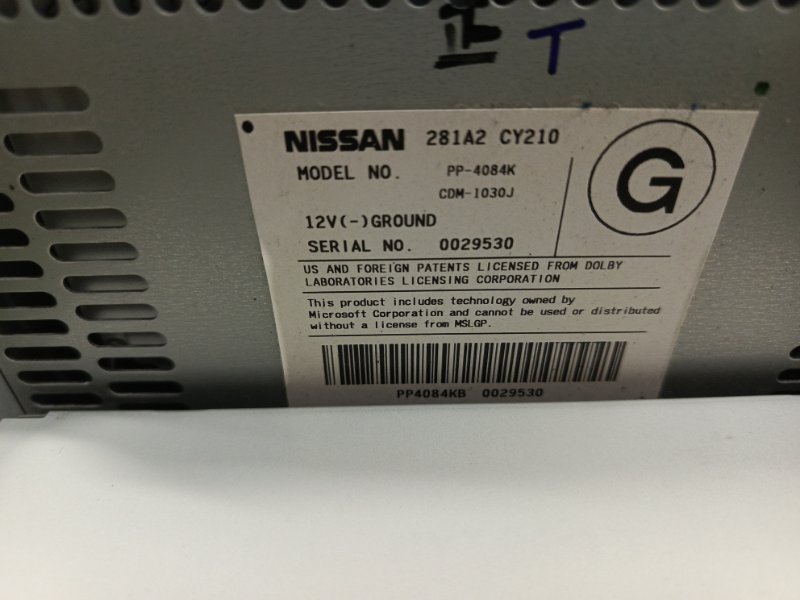 正 T
NISSAN 281A2 CY210
MODEL NO. PP-4084K
CDM-1030J
G
12V(-)GROUND
SERIAL NO. 0029530
US AND FOREIGN PATENTS LICENSED FROM DOLBY
LABORATORIES LICENSING CORPORATION
This product includes technology owned by
Microsoft Corporation and cannot be used or distributed
without a license from MSLGP.
PP4084KB 0029530